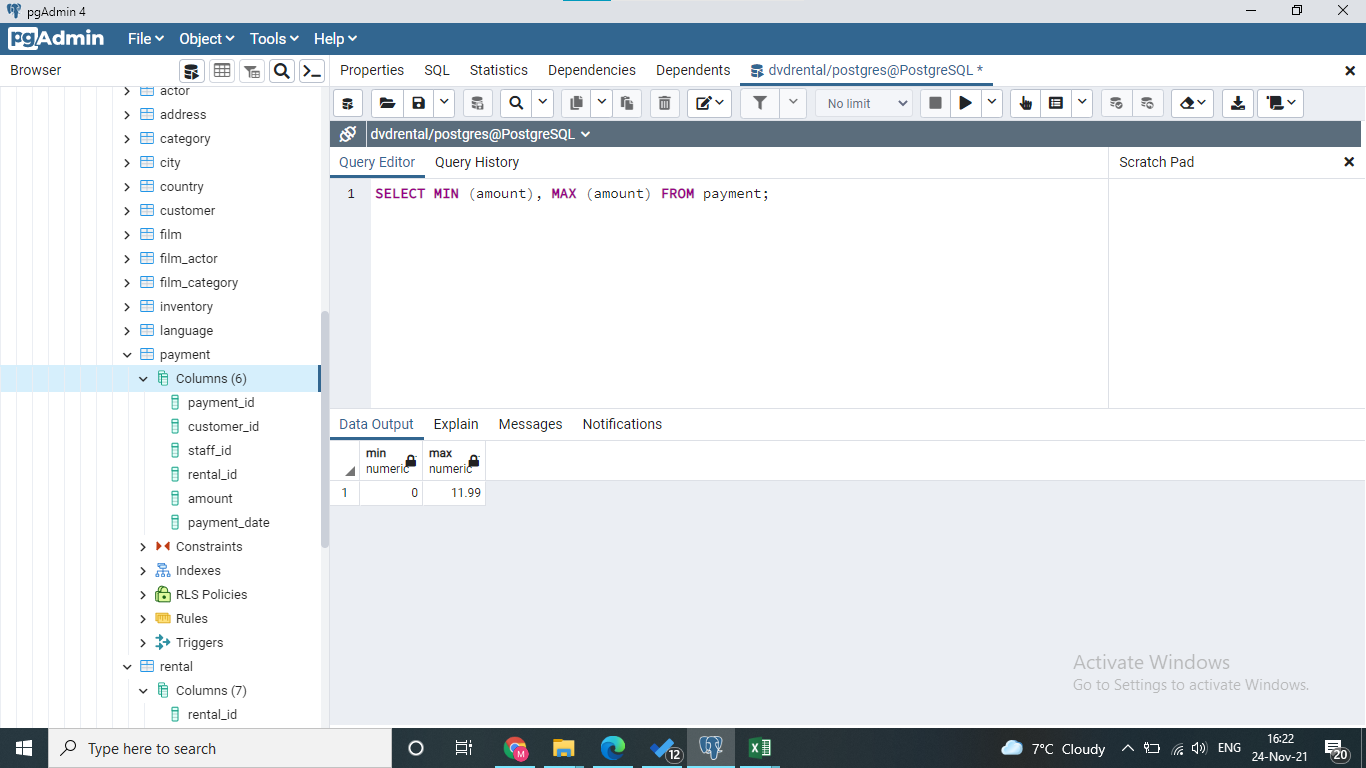 pgAdmin 4
pgAdmin File Object Tools Help
Browser
Properties SQL Statistics Dependencies Dependents dvdrental/postgres@PostgreSQL *
actor
address
category
city
country
customer
film
film_actor
film_category
inventory
language
payment
Columns (6)
payment_id
customer_id
staff_id
rental_id
amount
payment_date
Constraints
Indexes
RLS Policies
Rules
Triggers
rental
Columns (7)
rental_id
No limit
dvdrental/postgres@PostgreSQL
Query Editor Query History
Scratch Pad
1 SELECT MIN (amount), MAX (amount) FROM payment;
Data Output Explain Messages Notifications
min max
numeric numeric
1 0 11.99
Activate Windows
Go to Settings to activate Windows.
Type here to search
M
12
7°C Cloudy
ENG
16:22
24-Nov-21
20